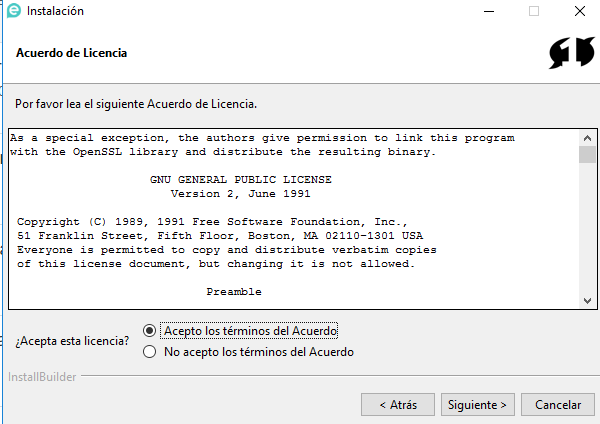 Instalación
Acuerdo de Licencia
Por favor lea el siguiente Acuerdo de Licencia.
As a special exception, the authors give permission to link this program
with the OpenSSL library and distribute the resulting binary.
GNU GENERAL PUBLIC LICENSE
Version 2, June 1991
Copyright (C) 1989, 1991 Free Software Foundation, Inc.,
51 Franklin Street, Fifth Floor, Boston, MA 02110-1301 USA
Everyone is permitted to copy and distribute verbatim copies
of this license document, but changing it is not allowed.
Preamble
¿Acepta esta licencia?
Acepto los términos del Acuerdo
No acepto los términos del Acuerdo
InstallBuilder
< Atrás
Siguiente >
Cancelar